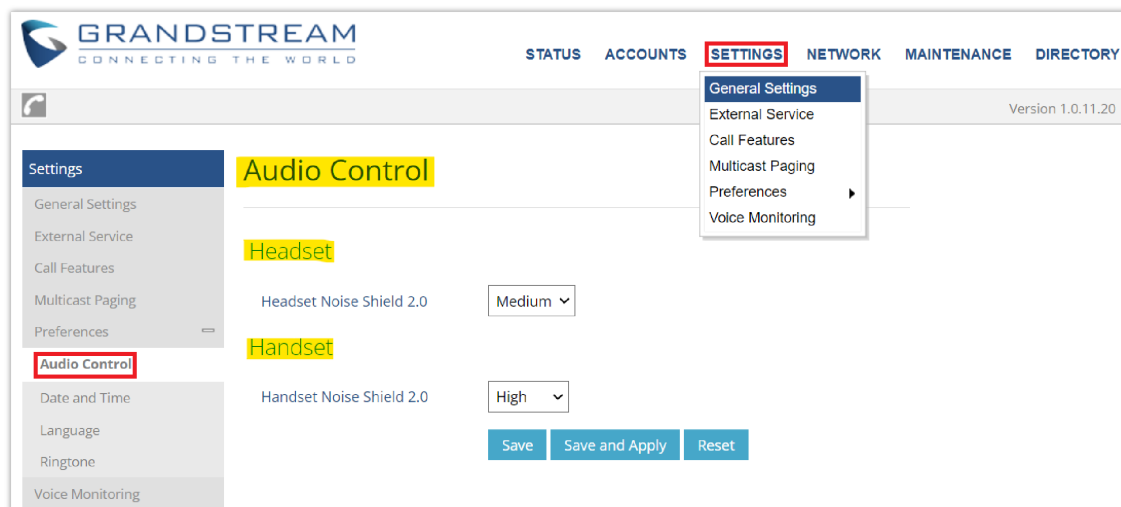 GRANDSTREAM
CONNECTING THE WORLD
STATUS ACCOUNTS SETTINGS NETWORK MAINTENANCE DIRECTORY
General Settings
External Service
Call Features
Multicast Paging
Preferences
Voice Monitoring
Version 1.0.11.20
Settings
General Settings
External Service
Call Features
Multicast Paging
Preferences
Audio Control
Date and Time
Language
Ringtone
Voice Monitoring
Audio Control
Headset
Headset Noise Shield 2.0 Medium
Handset
Handset Noise Shield 2.0 High
Save Save and Apply Reset